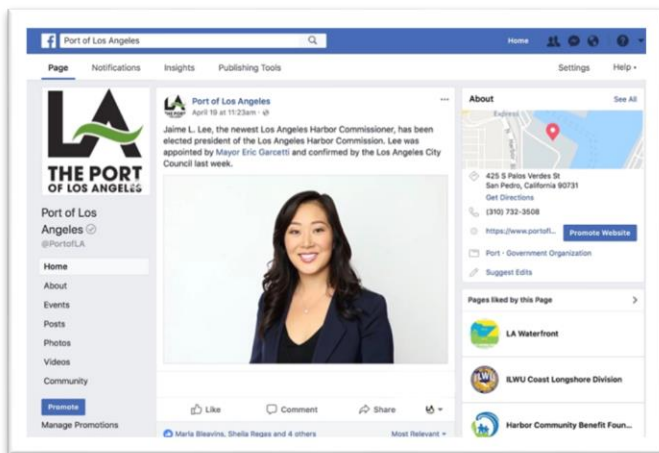 Port of Los Angeles
Home
Page
Notifications
Insights
Publishing Tools
Settings
Help
LA
THE PORT
OF LOS ANGELES
Port of Los
Angeles
@PortofLA
Home
About
Events
Posts
Photos
Videos
Community
Promote
Manage Promotions
Port of Los Angeles
April 19 at 11:23am ·
Jaime L. Lee, the newest Los Angeles Harbor Commissioner, has been
elected president of the Los Angeles Harbor Commission. Lee was
appointed by Mayor Eric Garcetti and confirmed by the Los Angeles City
Council last week.
Like
Comment
Share
Marla Bleavins, Sheila Regas and 4 others
Most Relevant
About
See All
425 S Palos Verdes St
San Pedro, California 90731
Get Directions
(310) 732-3508
https://www.portofl...
Promote Website
Port · Government Organization
Suggest Edits
Pages liked by this Page
LA Waterfront
ILWU Coast Longshore Division
Harbor Community Benefit Foun...